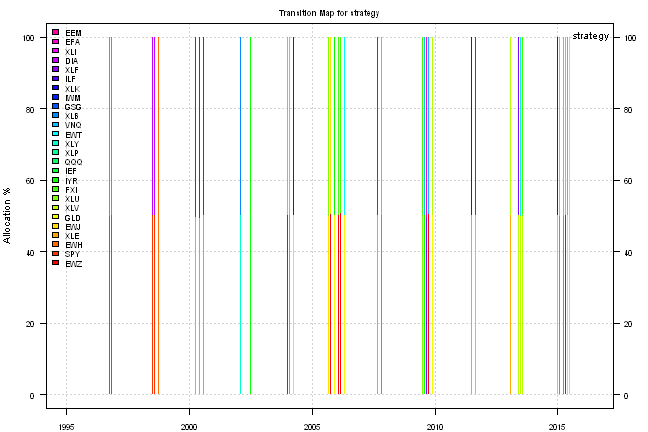 Transition Map for strategy
strategy
Allocation %
100
80
60
40
20
0
EEM
EFA
XLI
DIA
XLF
ILF
XLK
IWM
GSG
XLB
VNQ
EWT
XLY
XLP
QQQ
IEF
IYR
FXI
XLU
XLV
GLD
EWJ
XLE
EWH
SPY
EWZ
100
80
60
40
20
0
1995 2000 2005 2010 2015